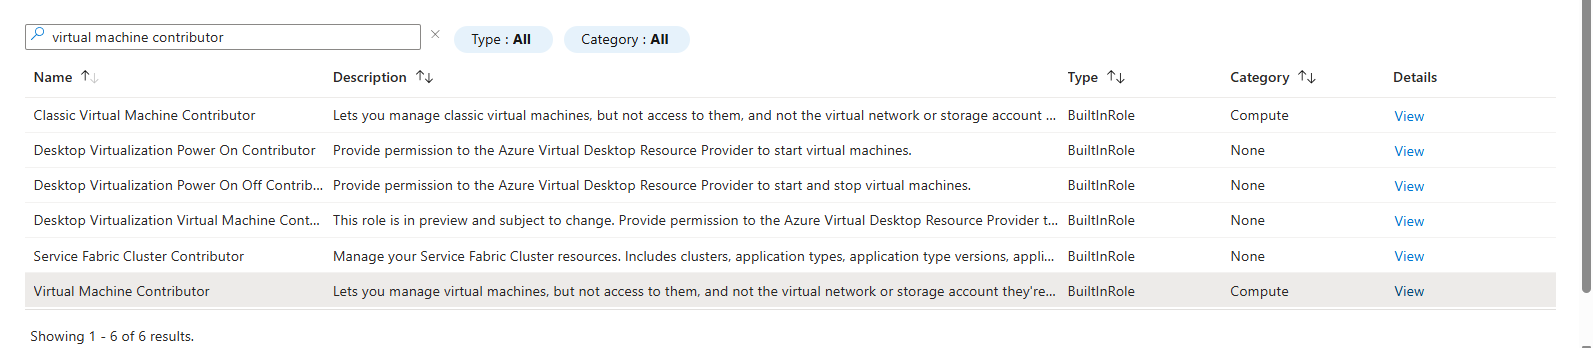 virtual machine contributor
Type : All
Category : All
Name Description Type Category Details
Classic Virtual Machine Contributor Lets you manage classic virtual machines, but not access to them, and not the virtual network or storage account ... BuiltInRole Compute View
Desktop Virtualization Power On Contributor Provide permission to the Azure Virtual Desktop Resource Provider to start virtual machines. BuiltInRole None View
Desktop Virtualization Power On Off Contrib... Provide permission to the Azure Virtual Desktop Resource Provider to start and stop virtual machines. BuiltInRole None View
Desktop Virtualization Virtual Machine Cont... This role is in preview and subject to change. Provide permission to the Azure Virtual Desktop Resource Provider t... BuiltInRole None View
Service Fabric Cluster Contributor Manage your Service Fabric Cluster resources. Includes clusters, application types, application type versions, appli... BuiltInRole None View
Virtual Machine Contributor Lets you manage virtual machines, but not access to them, and not the virtual network or storage account they're... BuiltInRole Compute View
Showing 1 - 6 of 6 results.